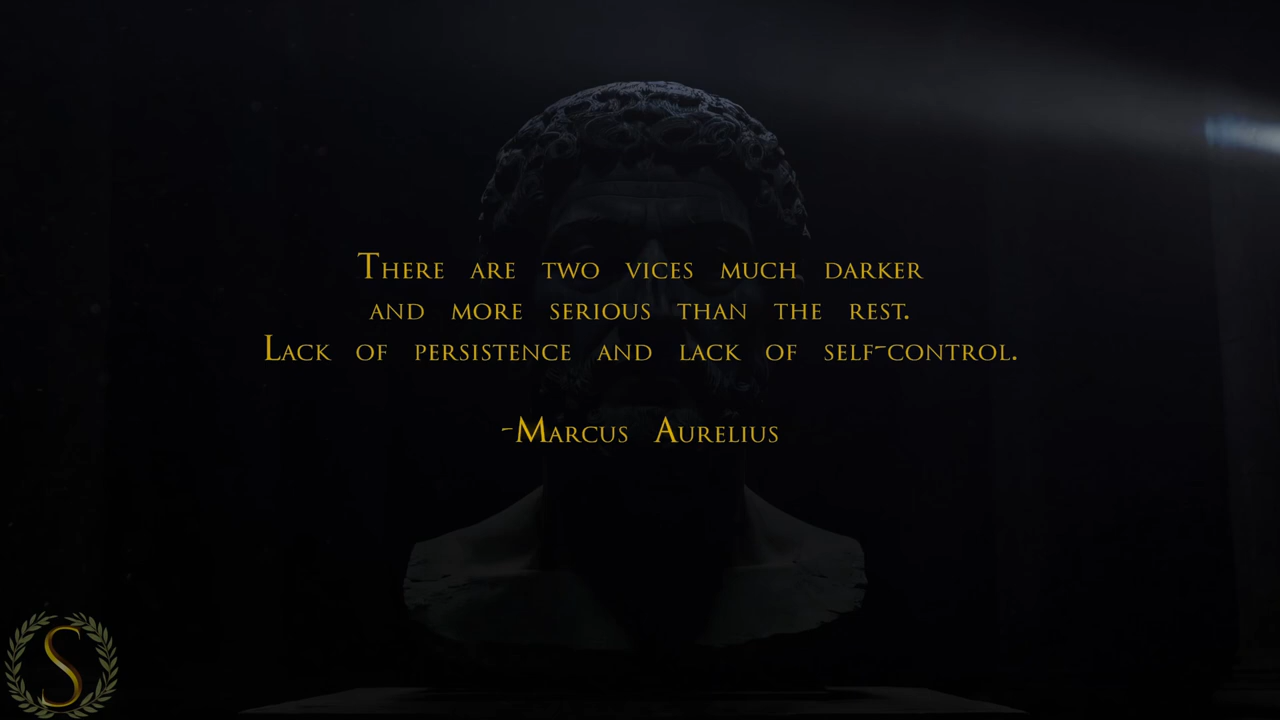 There are two vices much darker
and more serious than the rest.
Lack of persistence and lack of self-control.
-Marcus Aurelius
S